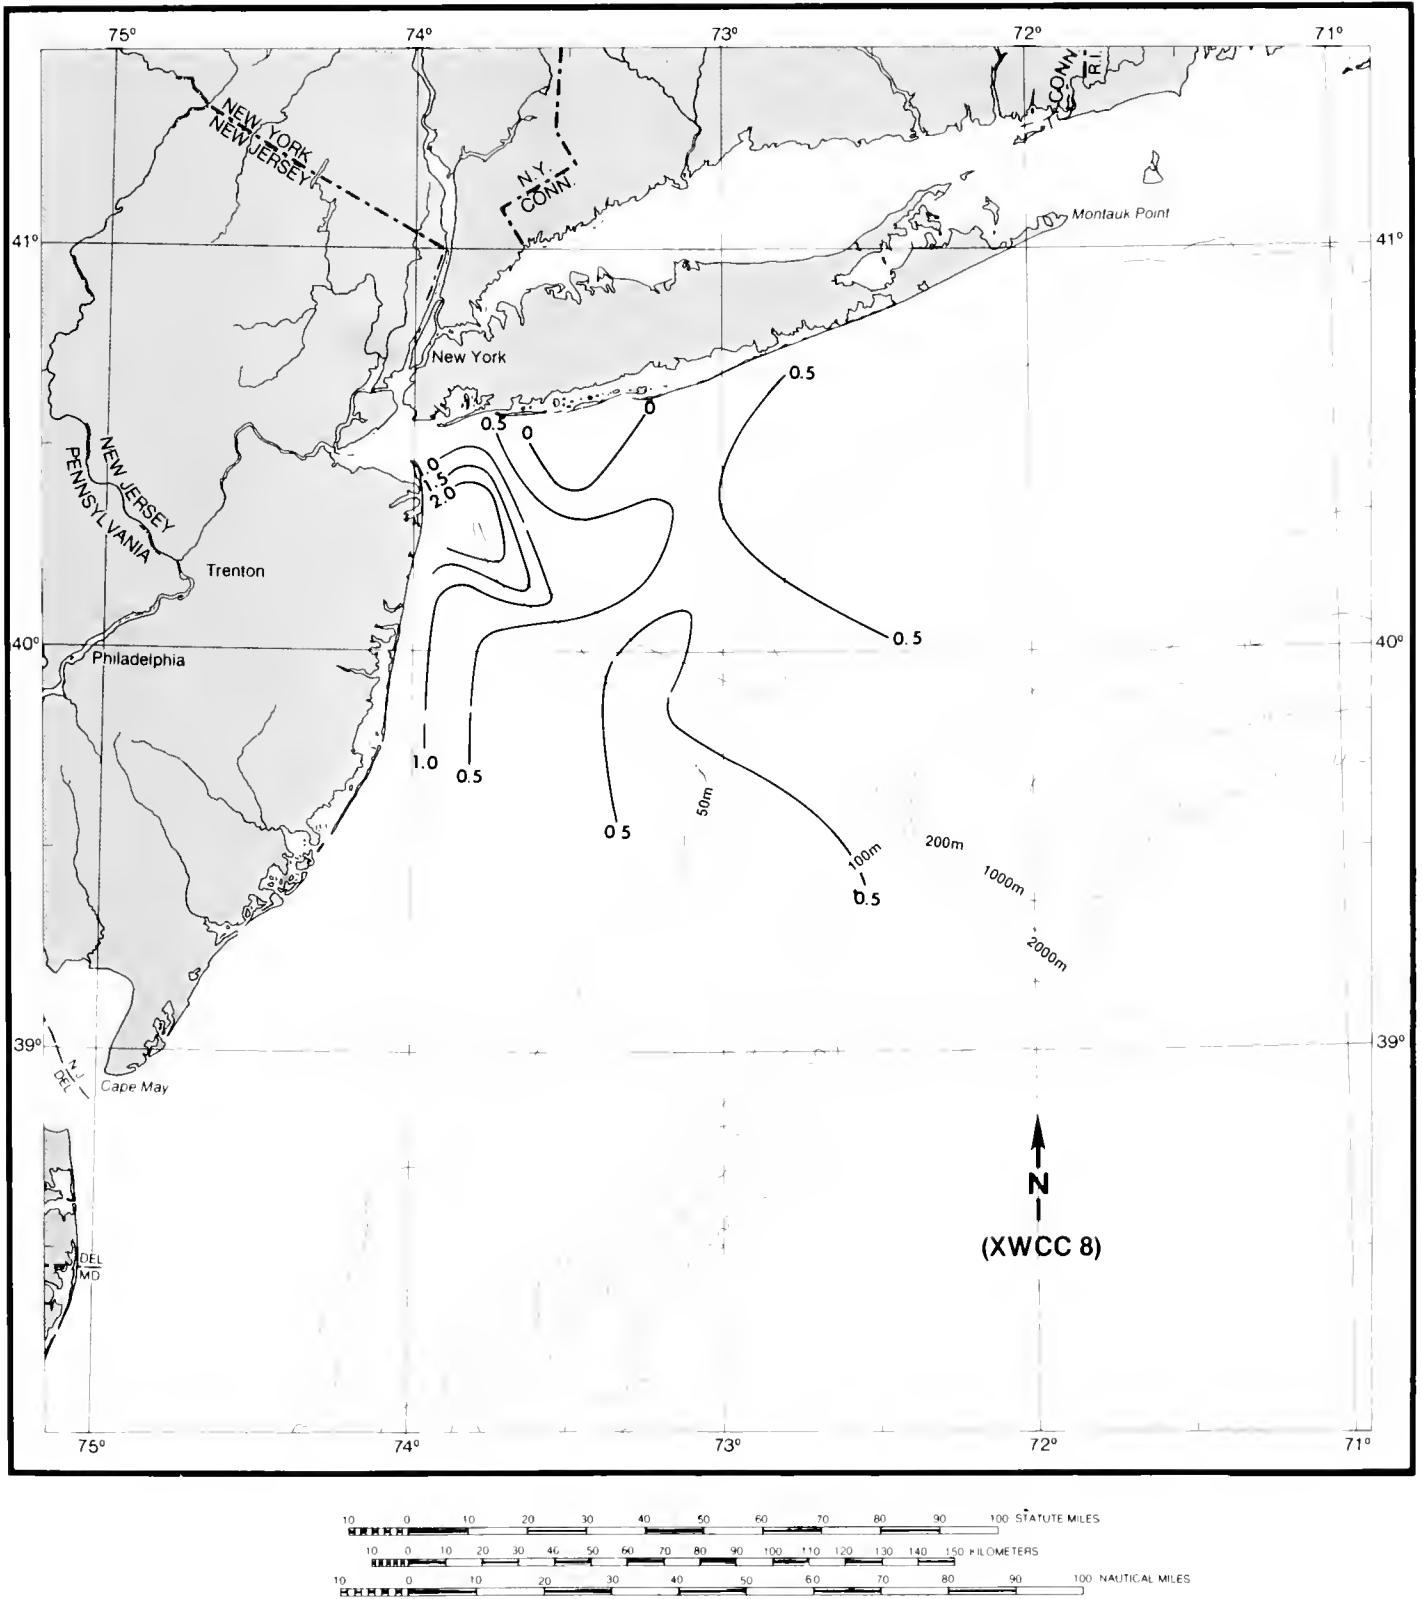 75° 74° 73° 72° 71°
CONN.
R.I.
NEW YORK
NEW JERSEY
N.Y.
CONN.
Montauk Point
41° 41°
New York
0.5
0
0.5 0
1.0
1.5
2.0
NEW JERSEY
PENNSYLVANIA
Trenton
0.5
40° 40°
Philadelphia
1.0
0.5
50m
0 5
100m
200m
1000m
0.5
2000m
39° 39°
N J
DEL
Cape May
N
(XWCC 8)
DEL
MD
75° 74° 73° 72° 71°
10 0 10 20 30 40 50 60 70 80 90 100 STATUTE MILES
10 0 10 20 30 40 50 60 70 80 90 100 110 120 130 140 150 KILOMETERS
10 0 10 20 30 40 50 60 70 80 90 100 NAUTICAL MILES